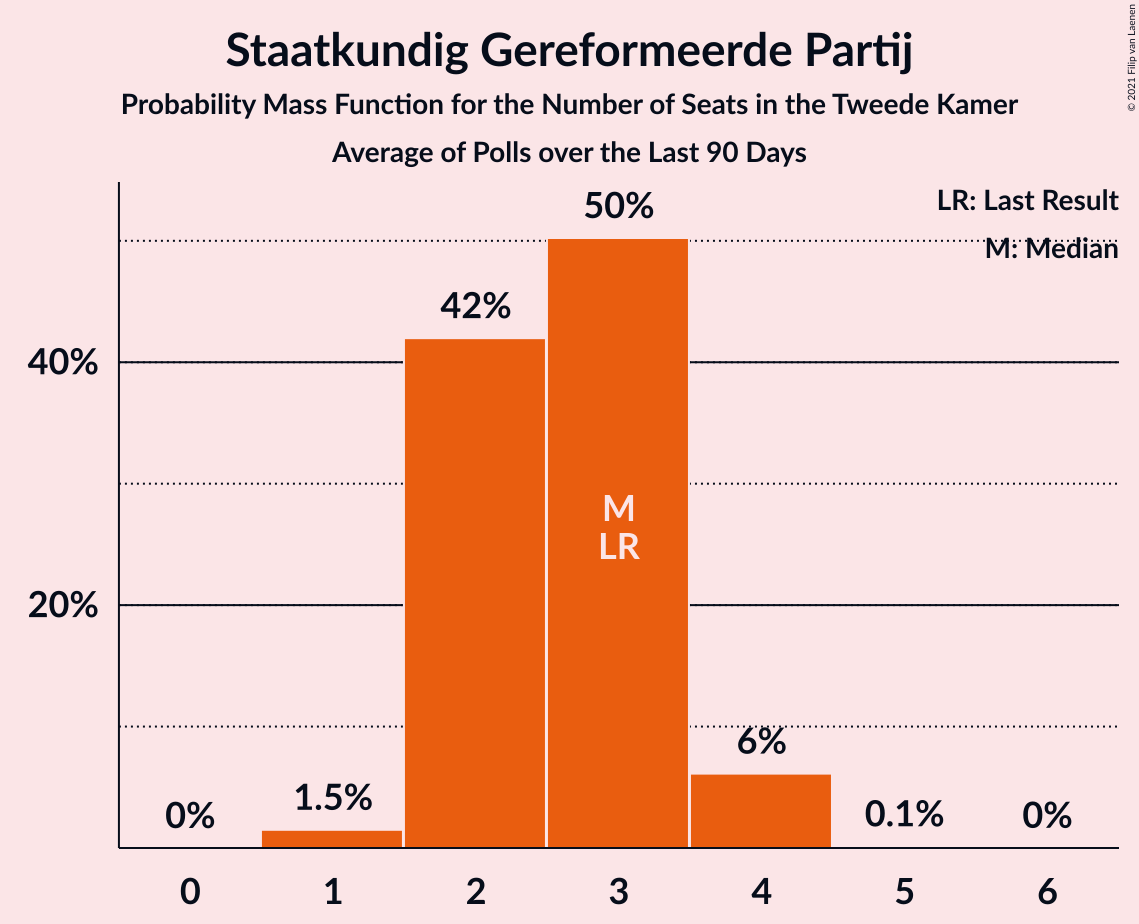 Staatkundig Gereformeerde Partij
Probability Mass Function for the Number of Seats in the Tweede Kamer
Average of Polls over the Last 90 Days
© 2021 Filip van Laenen
LR: Last Result
M: Median
50%
42%
40%
M
LR
20%
6%
1.5%
0%
0.1%
0%
0 1 2 3 4 5 6